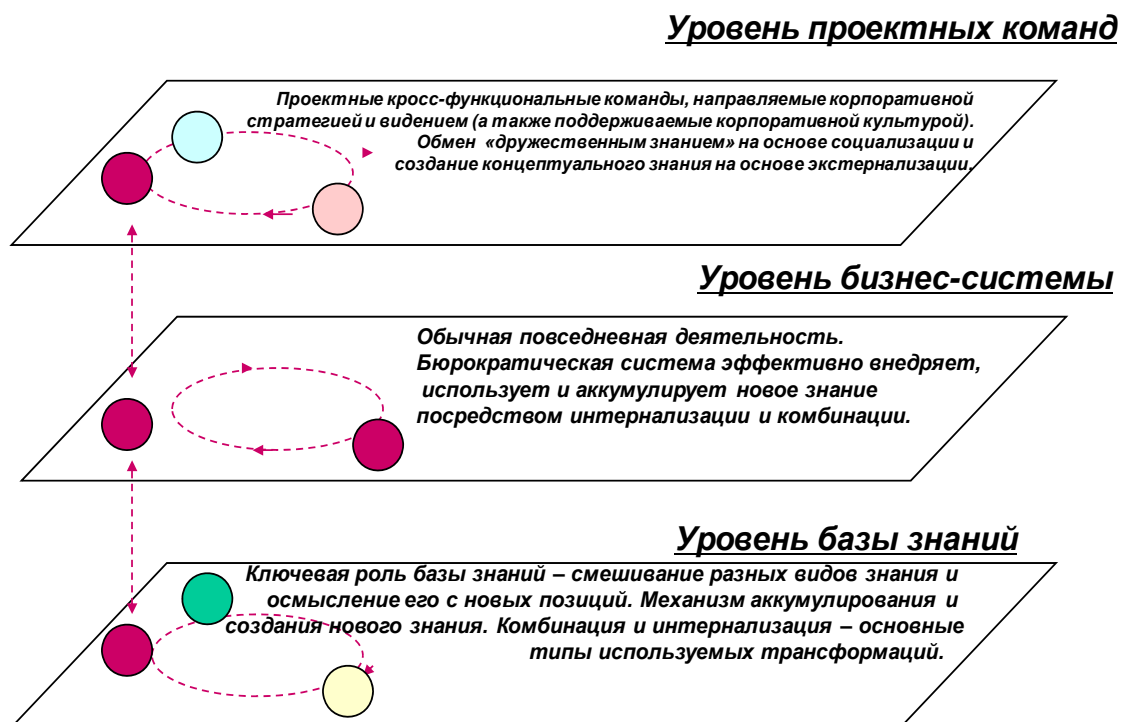 Уровень проектных команд
Проектные кросс-функциональные команды, направляемые корпоративной
стратегией и видением (а также поддерживаемые корпоративной культурой).
Обмен «дружественным знанием» на основе социализации и
создание концептуального знания на основе экстернализации.
Уровень бизнес-системы
Обычная повседневная деятельность.
Бюрократическая система эффективно внедряет,
использует и аккумулирует новое знание
посредством интернализации и комбинации.
Уровень базы знаний
Ключевая роль базы знаний – смешивание разных видов знания и
осмысление его с новых позиций. Механизм аккумулирования и
создания нового знания. Комбинация и интернализация – основные
типы используемых трансформаций.